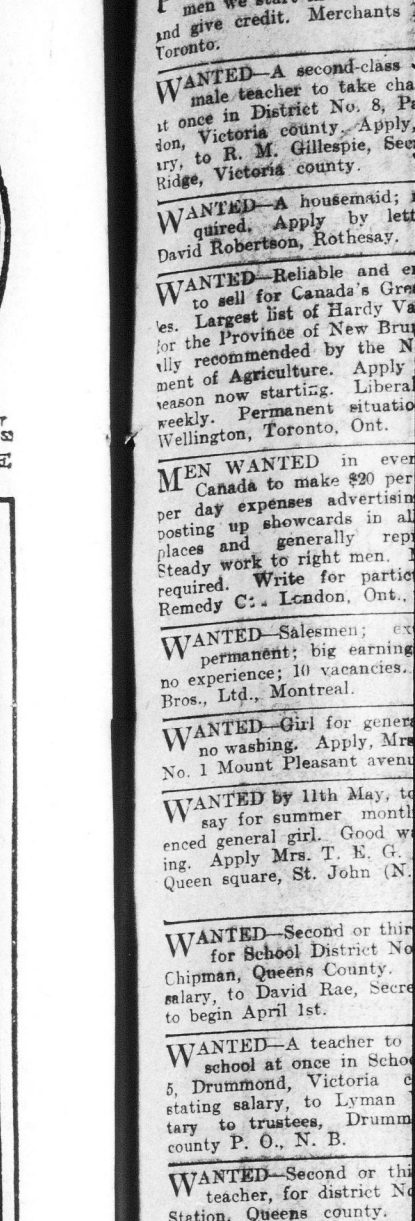 men we start in
and give credit. Merchants
Toronto.
WANTED—A second-class
male teacher to take cha
at once in District No. 8, Pa
don, Victoria county. Apply,
ary, to R. M. Gillespie, Sec
Ridge, Victoria county.
WANTED—A housemaid;
quired. Apply by lett
David Robertson, Rothesay.
WANTED—Reliable and e
to sell for Canada's Gre
es. Largest list of Hardy Va
for the Province of New Brun
ally recommended by the N
ment of Agriculture. Apply
season now starting. Liberal
weekly. Permanent situatio
Wellington, Toronto, Ont.
MEN WANTED in ever
Canada to make $20 per
per day expenses advertisin
posting up showcards in all
places and generally rep
Steady work to right men.
required. Write for partic
Remedy C: . London, Ont.,
WANTED—Salesmen; ex
permanent; big earning
no experience; 10 vacancies.
Bros., Ltd., Montreal.
WANTED—Girl for genera
no washing. Apply, Mrs
No. 1 Mount Pleasant avenu
WANTED by 11th May, to
say for summer month
enced general girl. Good w
ing. Apply Mrs. T. E. G.
Queen square, St. John (N.
WANTED—Second or thir
for School District No
Chipman, Queens County.
salary, to David Rae, Secre
to begin April 1st.
WANTED—A teacher to
school at once in Schoo
5, Drummond, Victoria c
stating salary, to Lyman
tary to trustees, Drumm
county P. O., N. B.
WANTED—Second or thi
teacher, for district No
Station, Queens county.